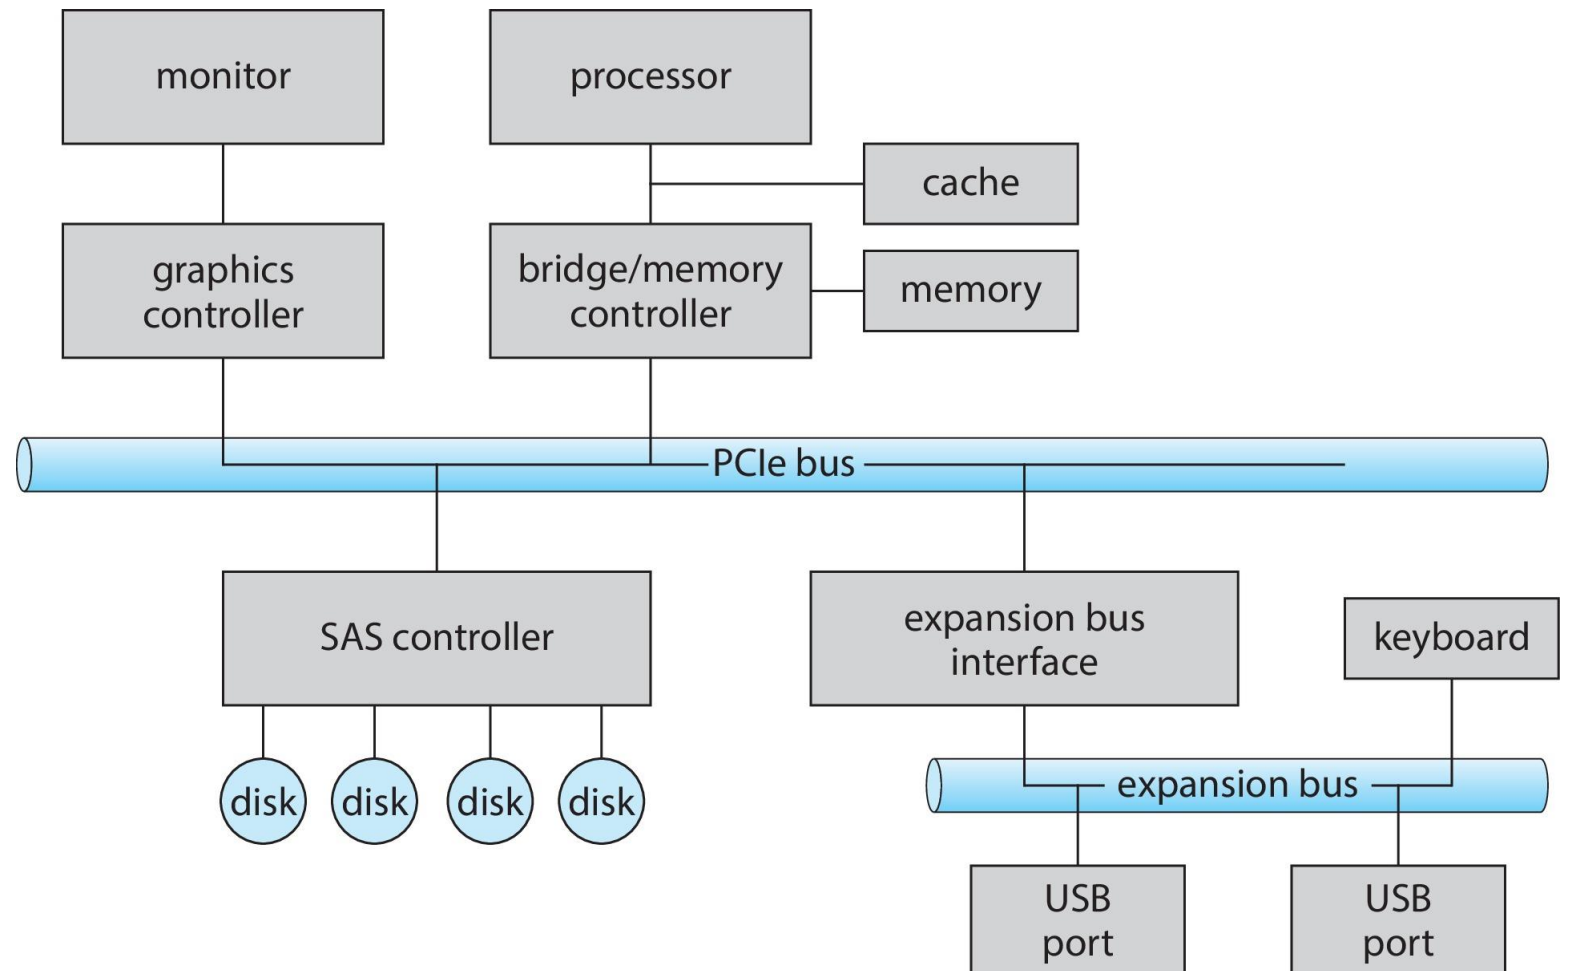 monitor
processor
cache
graphics
controller
bridge/memory
controller
memory
PCIe bus
SAS controller
expansion bus
interface
keyboard
disk
disk
disk
disk
expansion bus
USB
port
USB
port